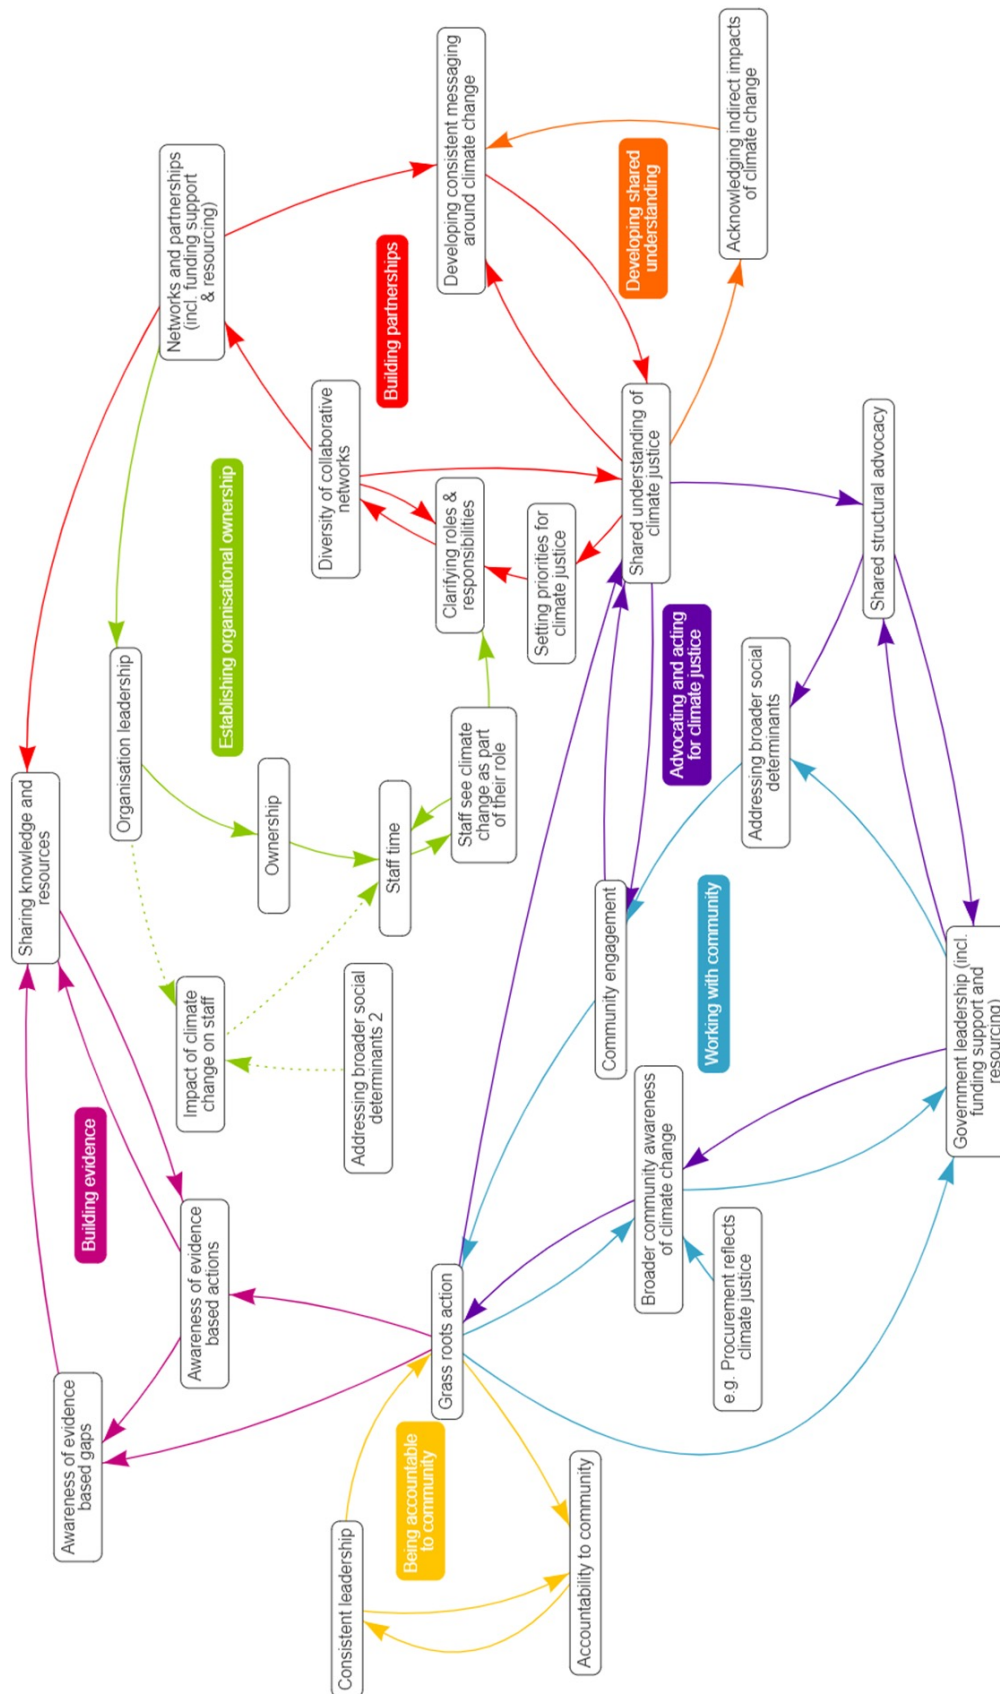 Awareness of evidence
based gaps
Sharing knowledge and
resources
Building evidence
Organisation leadership
Networks and partnerships
(incl. funding support
& resourcing)
Awareness of evidence
based actions
Impact of climate
change on staff
Establishing organisational ownership
Ownership
Diversity of collaborative
networks
Building partnerships
Consistent leadership
Addressing broader social
determinants 2
Staff time
Being accountable
to community
Grass roots action
Staff see climate
change as part
of their role
Clarifying roles &
responsibilities
Developing consistent messaging
around climate change
Setting priorities for
climate justice
Accountability to community
Community engagement
Shared understanding of
climate justice
Developing shared
understanding
Broader community awareness
of climate change
Advocating and acting
for climate justice
Working with community
e.g. Procurement reflects
climate justice
Addressing broader social
determinants
Acknowledging indirect impacts
of climate change
Shared structural advocacy
Government leadership (incl.
funding support and
resourcing)